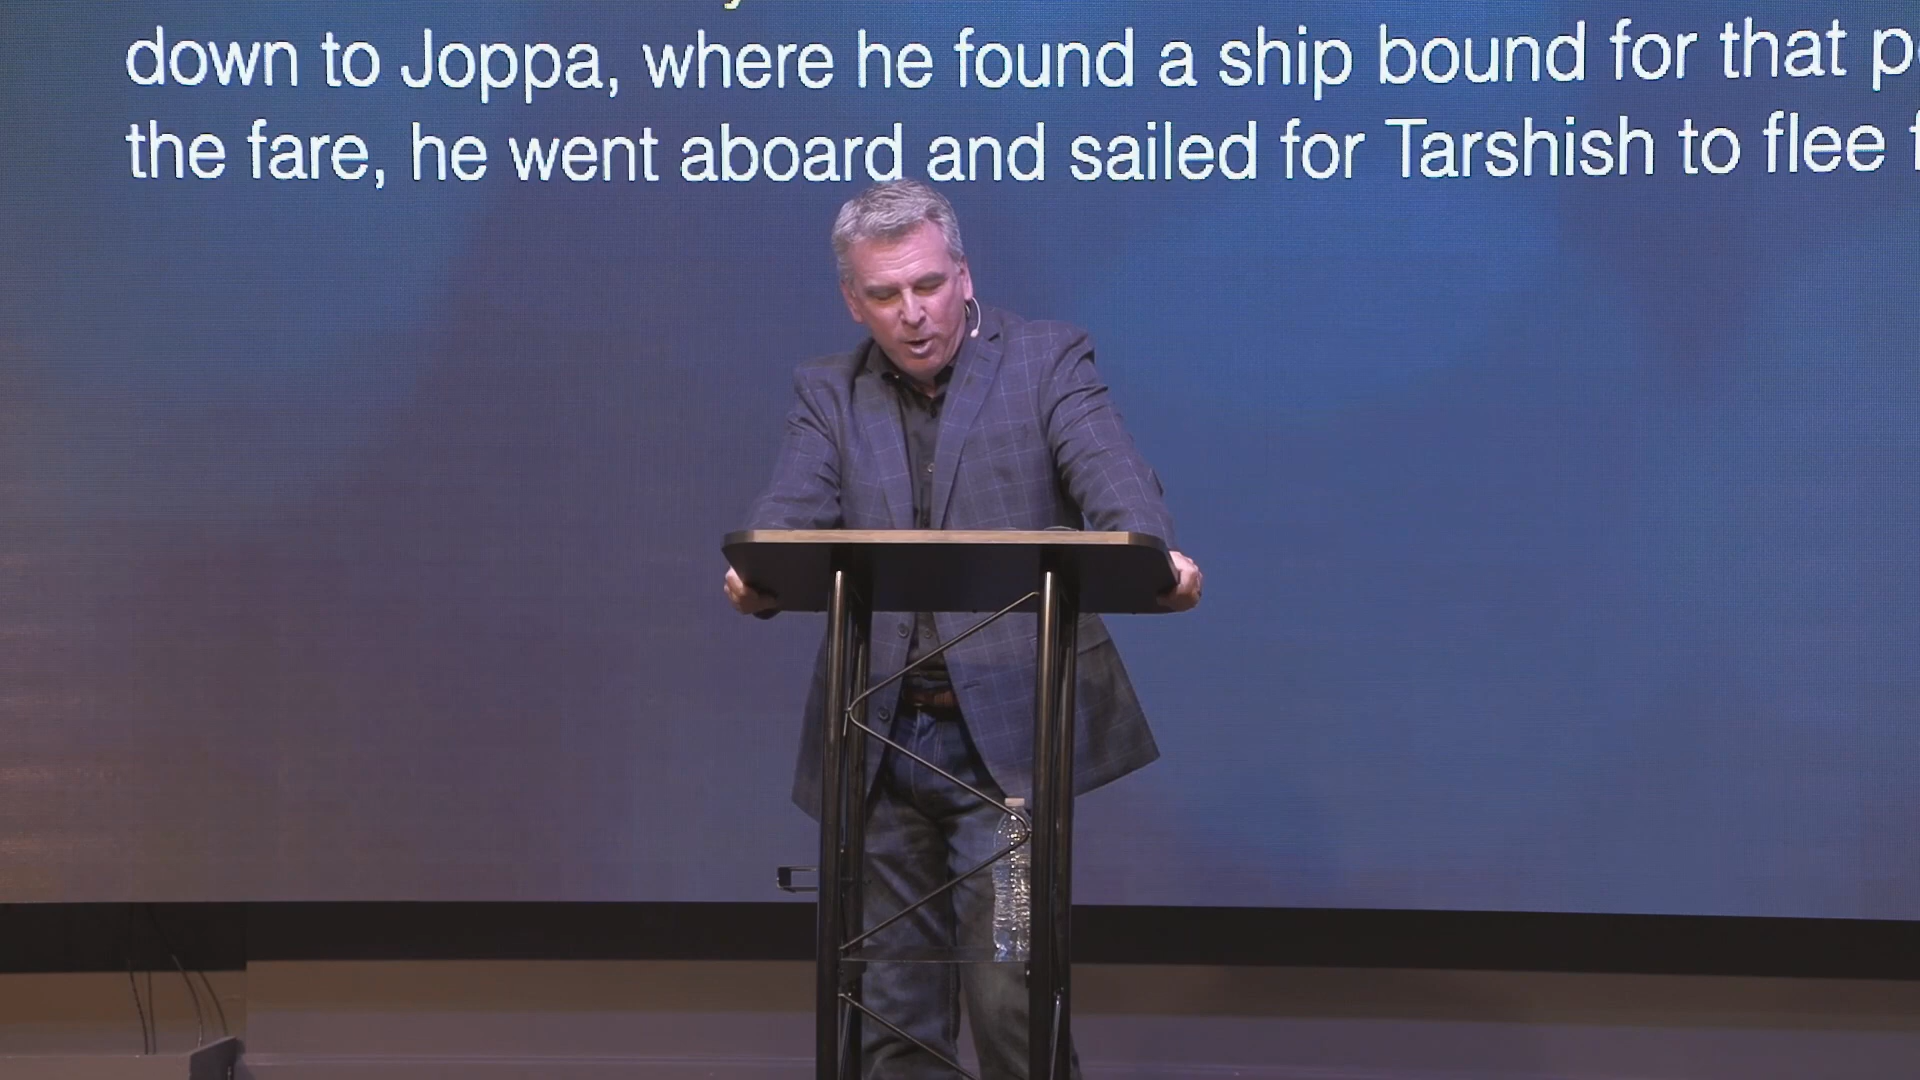 down to Joppa, where he found a ship bound for that
the fare, he went aboard and sailed for Tarshish to flee